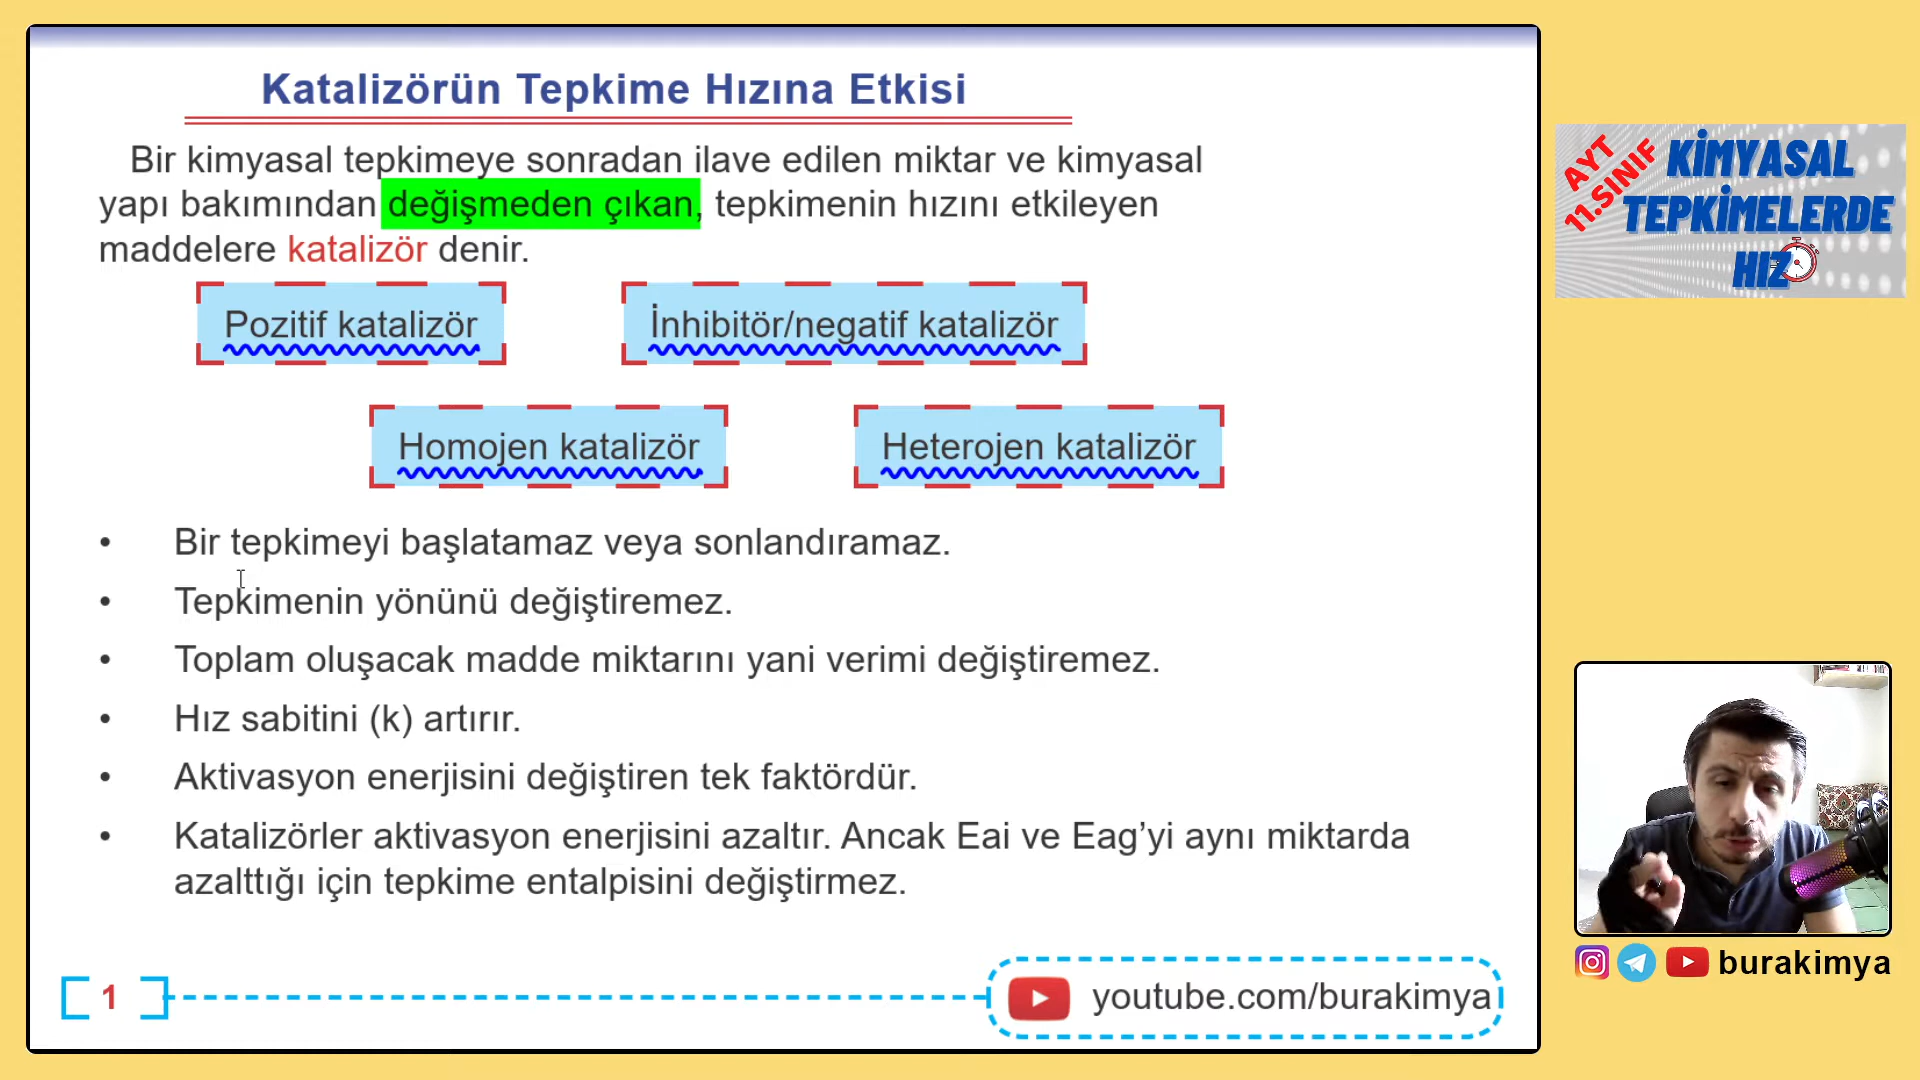 Katalizörün Tepkime Hızına Etkisi
Bir kimyasal tepkimeye sonradan ilave edilen miktar ve kimyasal
yapı bakımından değişmeden çıkan, tepkimenin hızını etkileyen
maddelere katalizör denir.
Pozitif katalizör
İnhibitör/negatif katalizör
Homojen katalizör
Heterojen katalizör
• Bir tepkimeyi başlatamaz veya sonlandıramaz.
• Tepkimenin yönünü değiştiremez.
• Toplam oluşacak madde miktarını yani verimi değiştiremez.
• Hız sabitini (k) artırır.
• Aktivasyon enerjisini değiştiren tek faktördür.
• Katalizörler aktivasyon enerjisini azaltır. Ancak Eai ve Eag’yi aynı miktarda
azalttığı için tepkime entalpisini değiştirmez.
1
youtube.com/burakimya
AYT
11.SINIF
KİMYASAL
TEPKİMELERDE
HIZ
burakimya